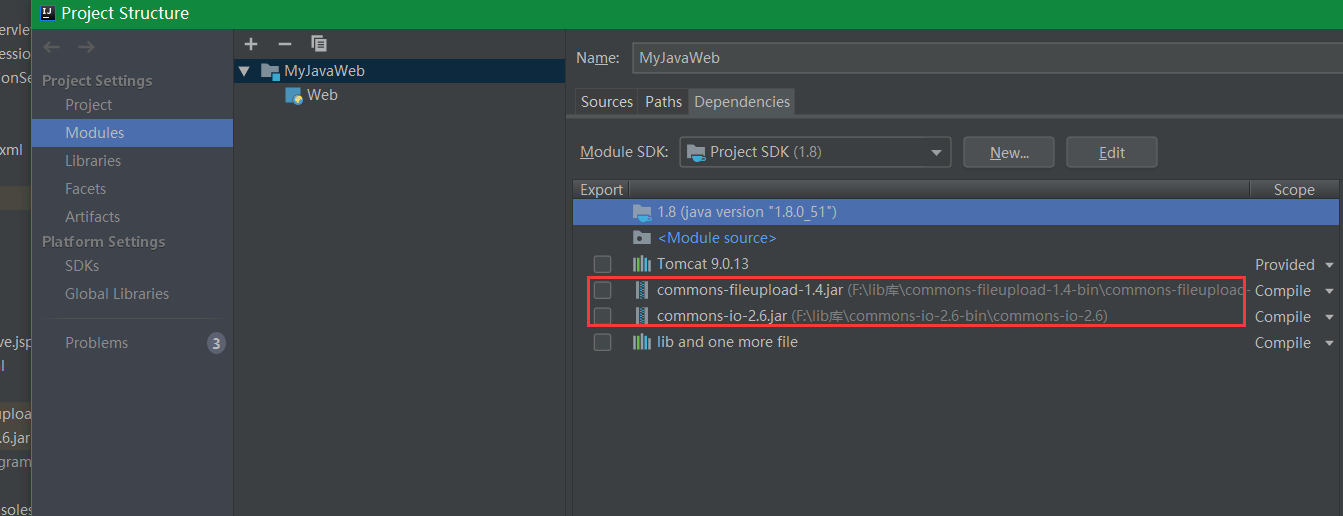 Project Structure
Project Settings
Project
Modules
Libraries
Facets
Artifacts
Platform Settings
SDKs
Global Libraries
Problems 3
MyJavaWeb
Web
Name: MyJavaWeb
Sources Paths Dependencies
Module SDK: Project SDK (1.8) New... Edit
Export Scope
1.8 (java version "1.8.0_51")
<Module source>
Tomcat 9.0.13 Provided
commons-fileupload-1.4.jar (F:\lib库\commons-fileupload-1.4-bin\commons-fileupload- Compile
commons-io-2.6.jar (F:\lib库\commons-io-2.6-bin\commons-io-2.6) Compile
lib and one more file Compile
ervlet
ession
onSe
xml
ve.jsp
l
uploa
.6.jar
ogram
nsoles